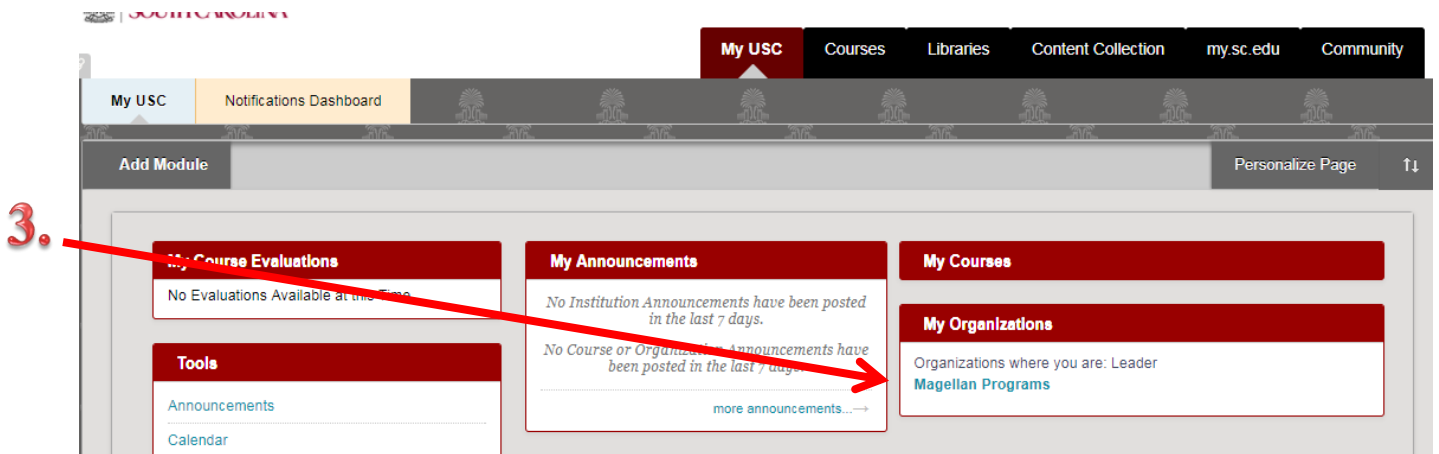 SOUTH CAROLINA
My USC Courses Libraries Content Collection my.sc.edu Community
My USC Notifications Dashboard
Add Module Personalize Page
3.
My Course Evaluations
No Evaluations Available at this Time
Tools
Announcements
Calendar
My Announcements
No Institution Announcements have been posted
in the last 7 days.
No Course or Organization Announcements have
been posted in the last 7 days.
more announcements...→
My Courses
My Organizations
Organizations where you are: Leader
Magellan Programs